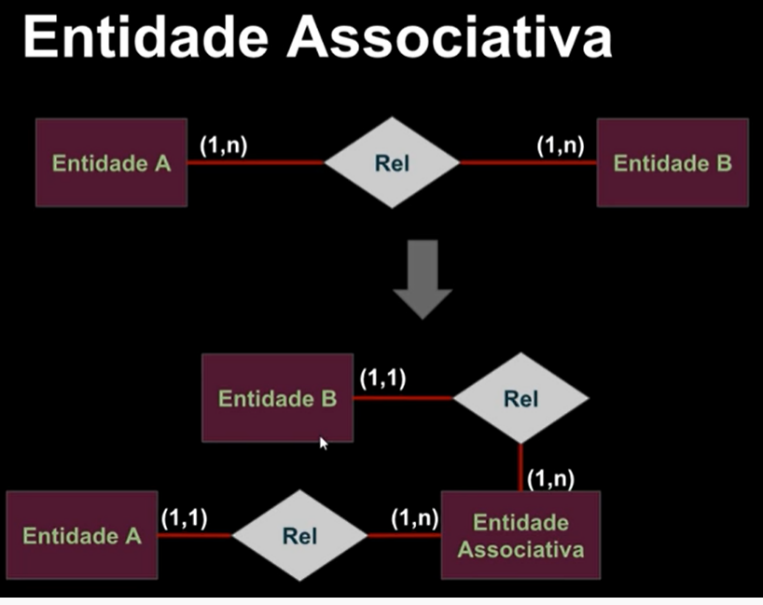 Entidade Associativa
Entidade A
(1,n)
Rel
(1,n)
Entidade B
Entidade B
(1,1)
Rel
(1,n)
Entidade A
(1,1)
Rel
(1,n)
Entidade
Associativa